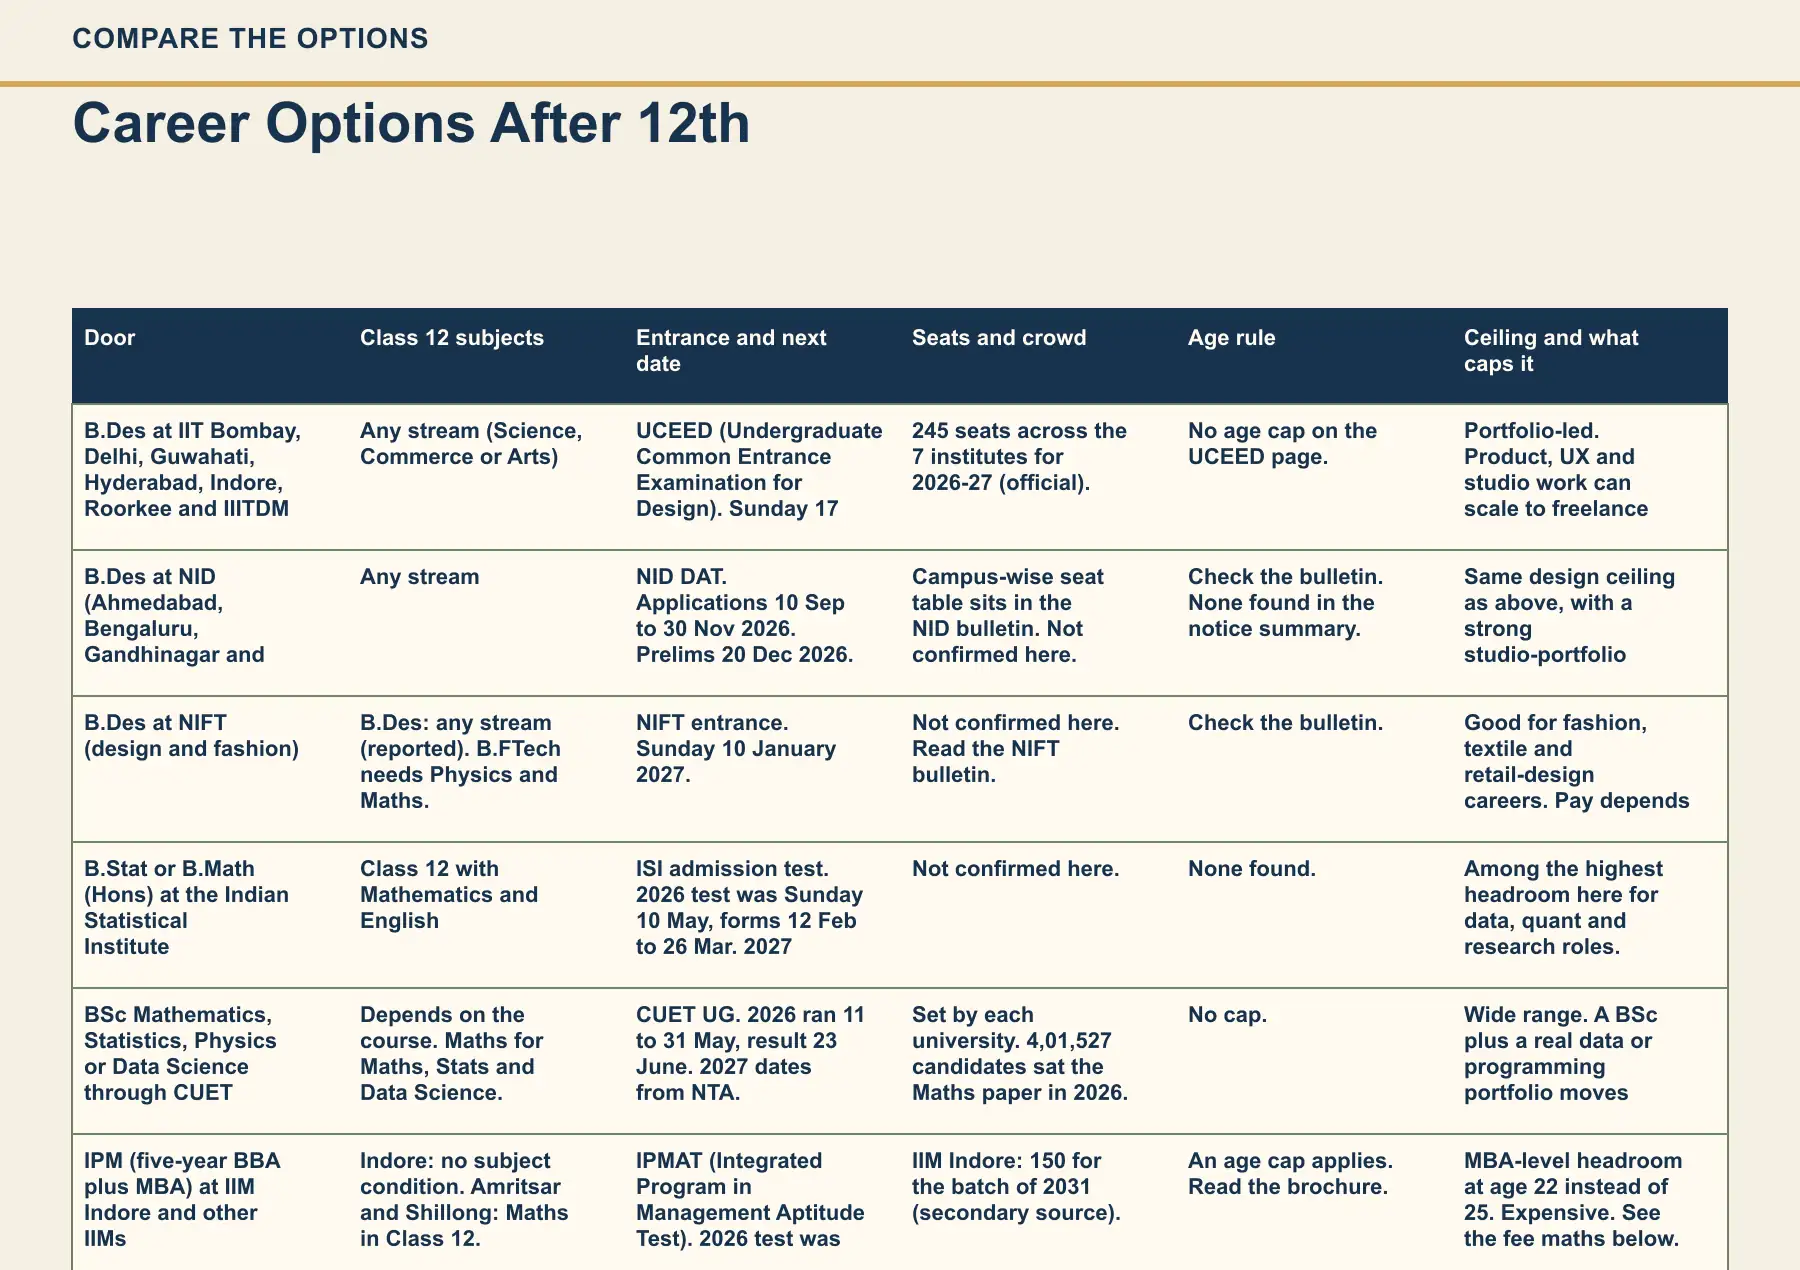 COMPARE THE OPTIONS
Career Options After 12th
Door
Class 12 subjects
Entrance and next
date
Seats and crowd
Age rule
Ceiling and what
caps it
B.Des at IIT Bombay,
Delhi, Guwahati,
Hyderabad, Indore,
Roorkee and IIITDM
Any stream (Science,
Commerce or Arts)
UCEED (Undergraduate
Common Entrance
Examination for
Design). Sunday 17
245 seats across the
7 institutes for
2026-27 (official).
No age cap on the
UCEED page.
Portfolio-led.
Product, UX and
studio work can
scale to freelance
B.Des at NID
(Ahmedabad,
Bengaluru,
Gandhinagar and
Any stream
NID DAT.
Applications 10 Sep
to 30 Nov 2026.
Prelims 20 Dec 2026.
Campus-wise seat
table sits in the
NID bulletin. Not
confirmed here.
Check the bulletin.
None found in the
notice summary.
Same design ceiling
as above, with a
strong
studio-portfolio
B.Des at NIFT
(design and fashion)
B.Des: any stream
(reported). B.FTech
needs Physics and
Maths.
NIFT entrance.
Sunday 10 January
2027.
Not confirmed here.
Read the NIFT
bulletin.
Check the bulletin.
Good for fashion,
textile and
retail-design
careers. Pay depends
B.Stat or B.Math
(Hons) at the Indian
Statistical
Institute
Class 12 with
Mathematics and
English
ISI admission test.
2026 test was Sunday
10 May, forms 12 Feb
to 26 Mar. 2027
Not confirmed here.
None found.
Among the highest
headroom here for
data, quant and
research roles.
BSc Mathematics,
Statistics, Physics
or Data Science
through CUET
Depends on the
course. Maths for
Maths, Stats and
Data Science.
CUET UG. 2026 ran 11
to 31 May, result 23
June. 2027 dates
from NTA.
Set by each
university. 4,01,527
candidates sat the
Maths paper in 2026.
No cap.
Wide range. A BSc
plus a real data or
programming
portfolio moves
IPM (five-year BBA
plus MBA) at IIM
Indore and other
IIMs
Indore: no subject
condition. Amritsar
and Shillong: Maths
in Class 12.
IPMAT (Integrated
Program in
Management Aptitude
Test). 2026 test was
IIM Indore: 150 for
the batch of 2031
(secondary source).
An age cap applies.
Read the brochure.
MBA-level headroom
at age 22 instead of
25. Expensive. See
the fee maths below.